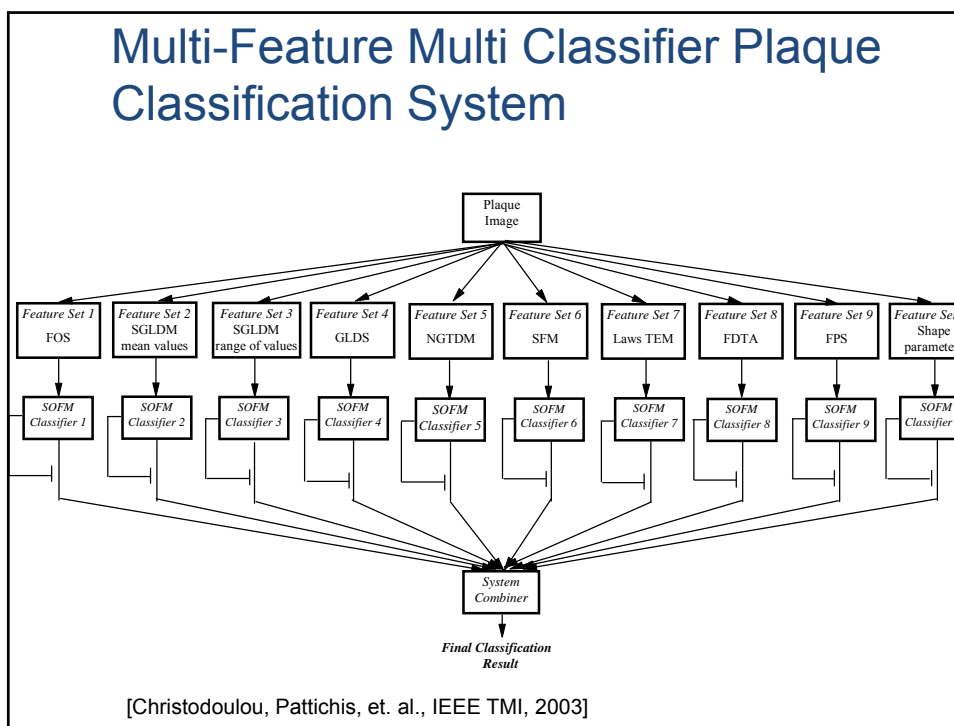 Multi-Feature Multi Classifier Plaque
Classification System
Plaque
Image
Feature Set 1
FOS
Feature Set 2
SGLDM
mean values
Feature Set 3
SGLDM
range of values
Feature Set 4
GLDS
Feature Set 5
NGTDM
Feature Set 6
SFM
Feature Set 7
Laws TEM
Feature Set 8
FDTA
Feature Set 9
FPS
Feature Set
Shape
SOFM
Classifier 1
SOFM
Classifier 2
SOFM
Classifier 3
SOFM
Classifier 4
SOFM
Classifier 5
SOFM
Classifier 6
SOFM
Classifier 7
SOFM
Classifier 8
SOFM
Classifier 9
SOFM
Classifier
System
Combiner
Final Classification
Result
[Christodoulou, Pattichis, et. al., IEEE TMI, 2003]